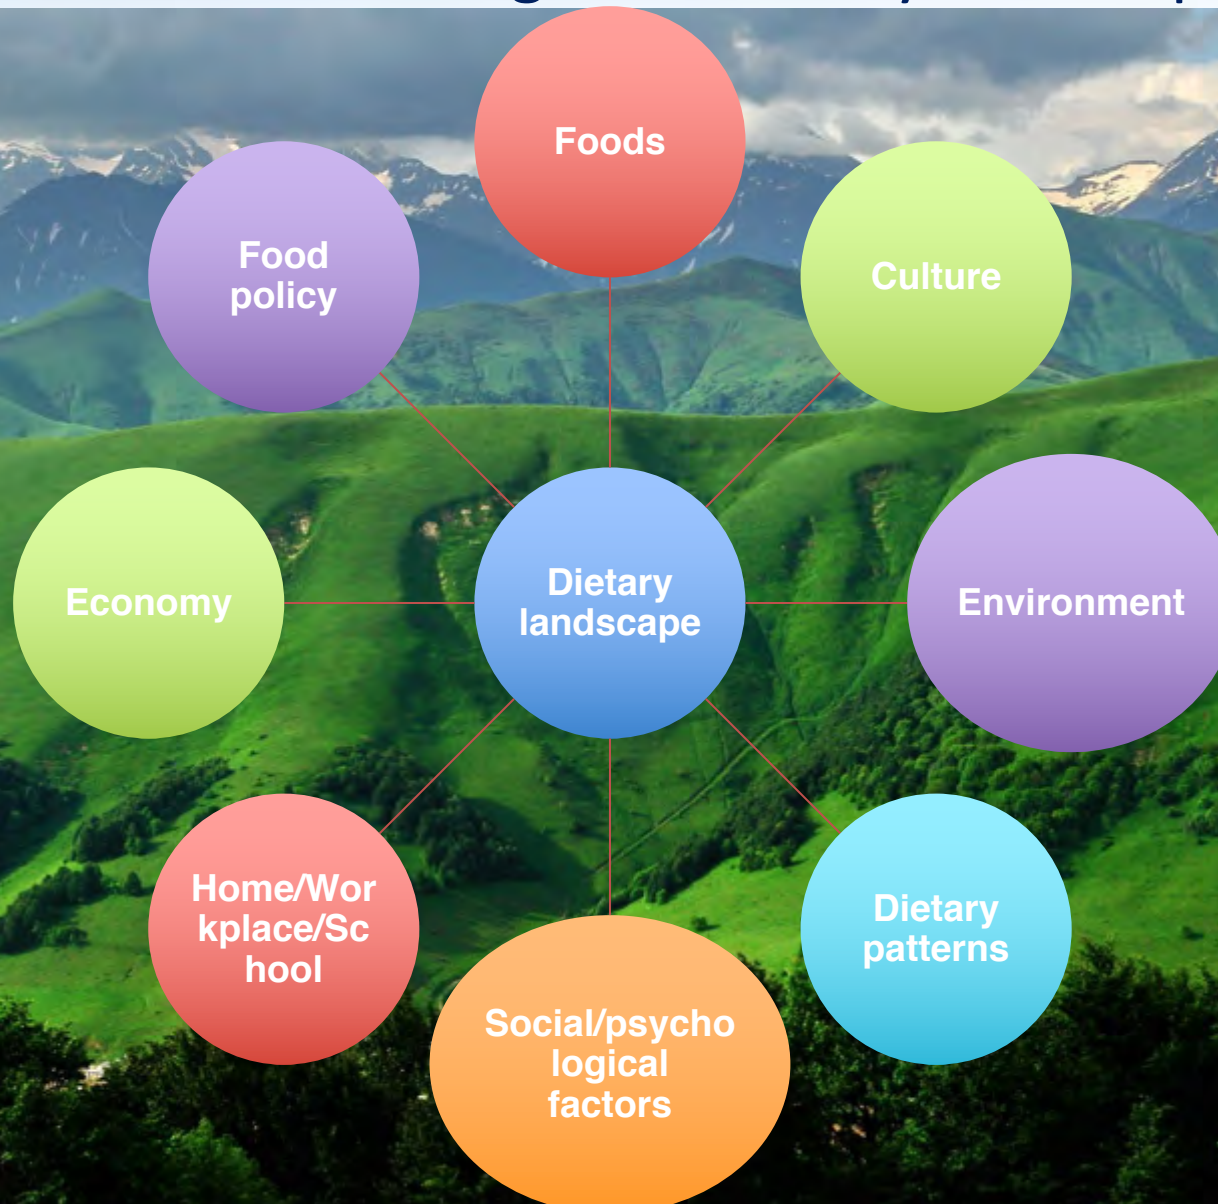 Foods
Culture
Environment
Dietary
patterns
Social/psycho
logical
factors
Home/Wor
kplace/Sc
hool
Economy
Food
policy
Dietary
landscape